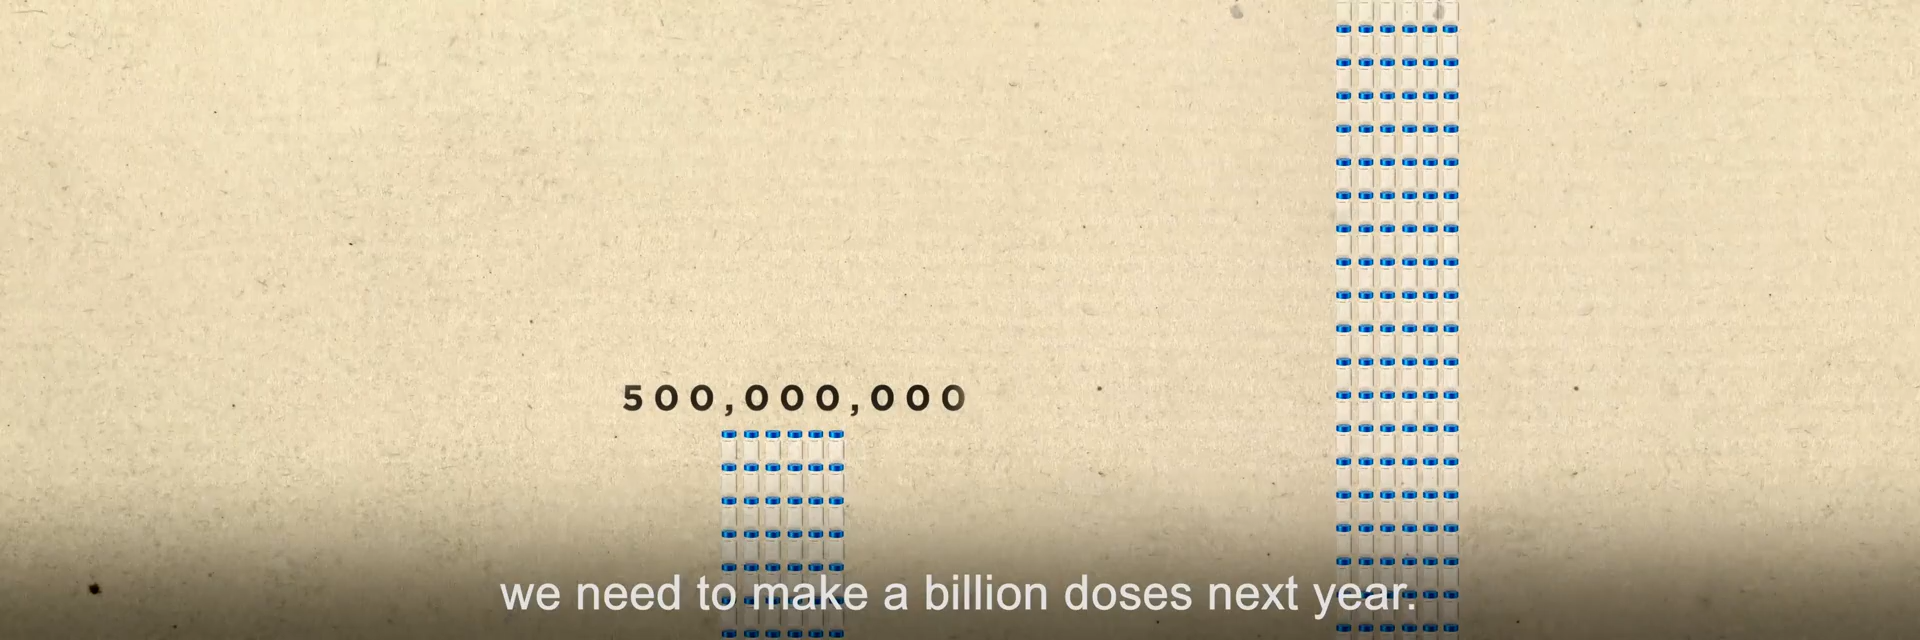 500,000,000
we need to make a billion doses next year.